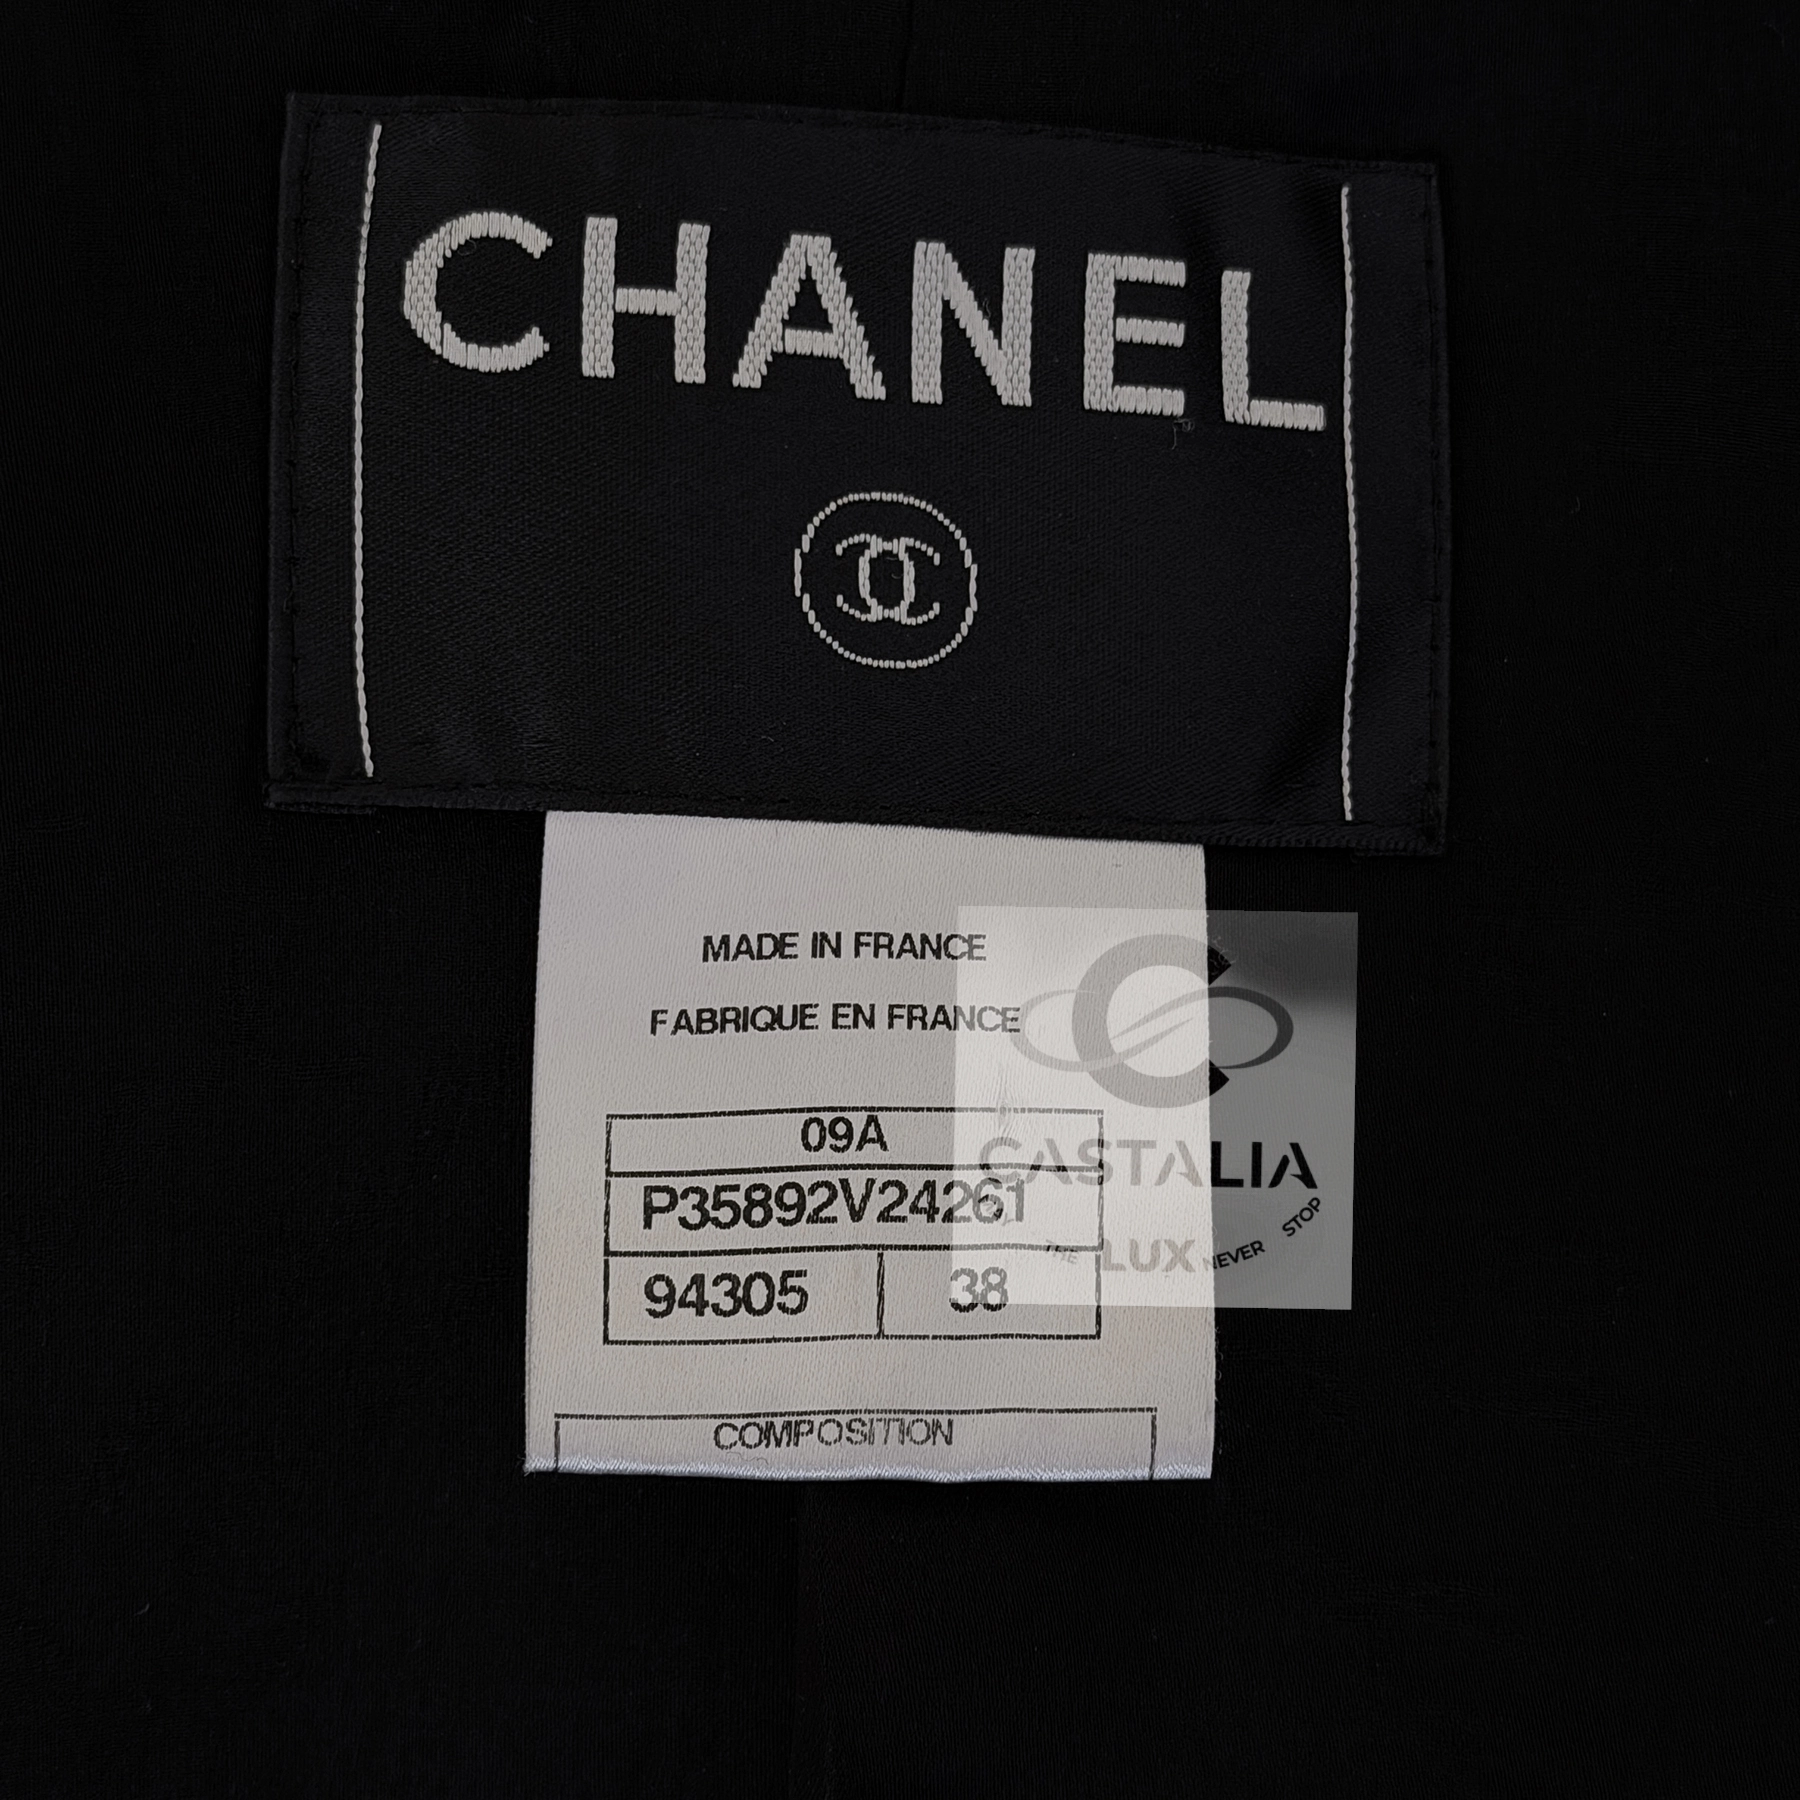 CHANEL
MADE IN FRANCE
FABRIQUE EN FRANCE
09A
P35892V24261
94305 38
COMPOSITION
CASTALIA
THE LUX NEVER STOP